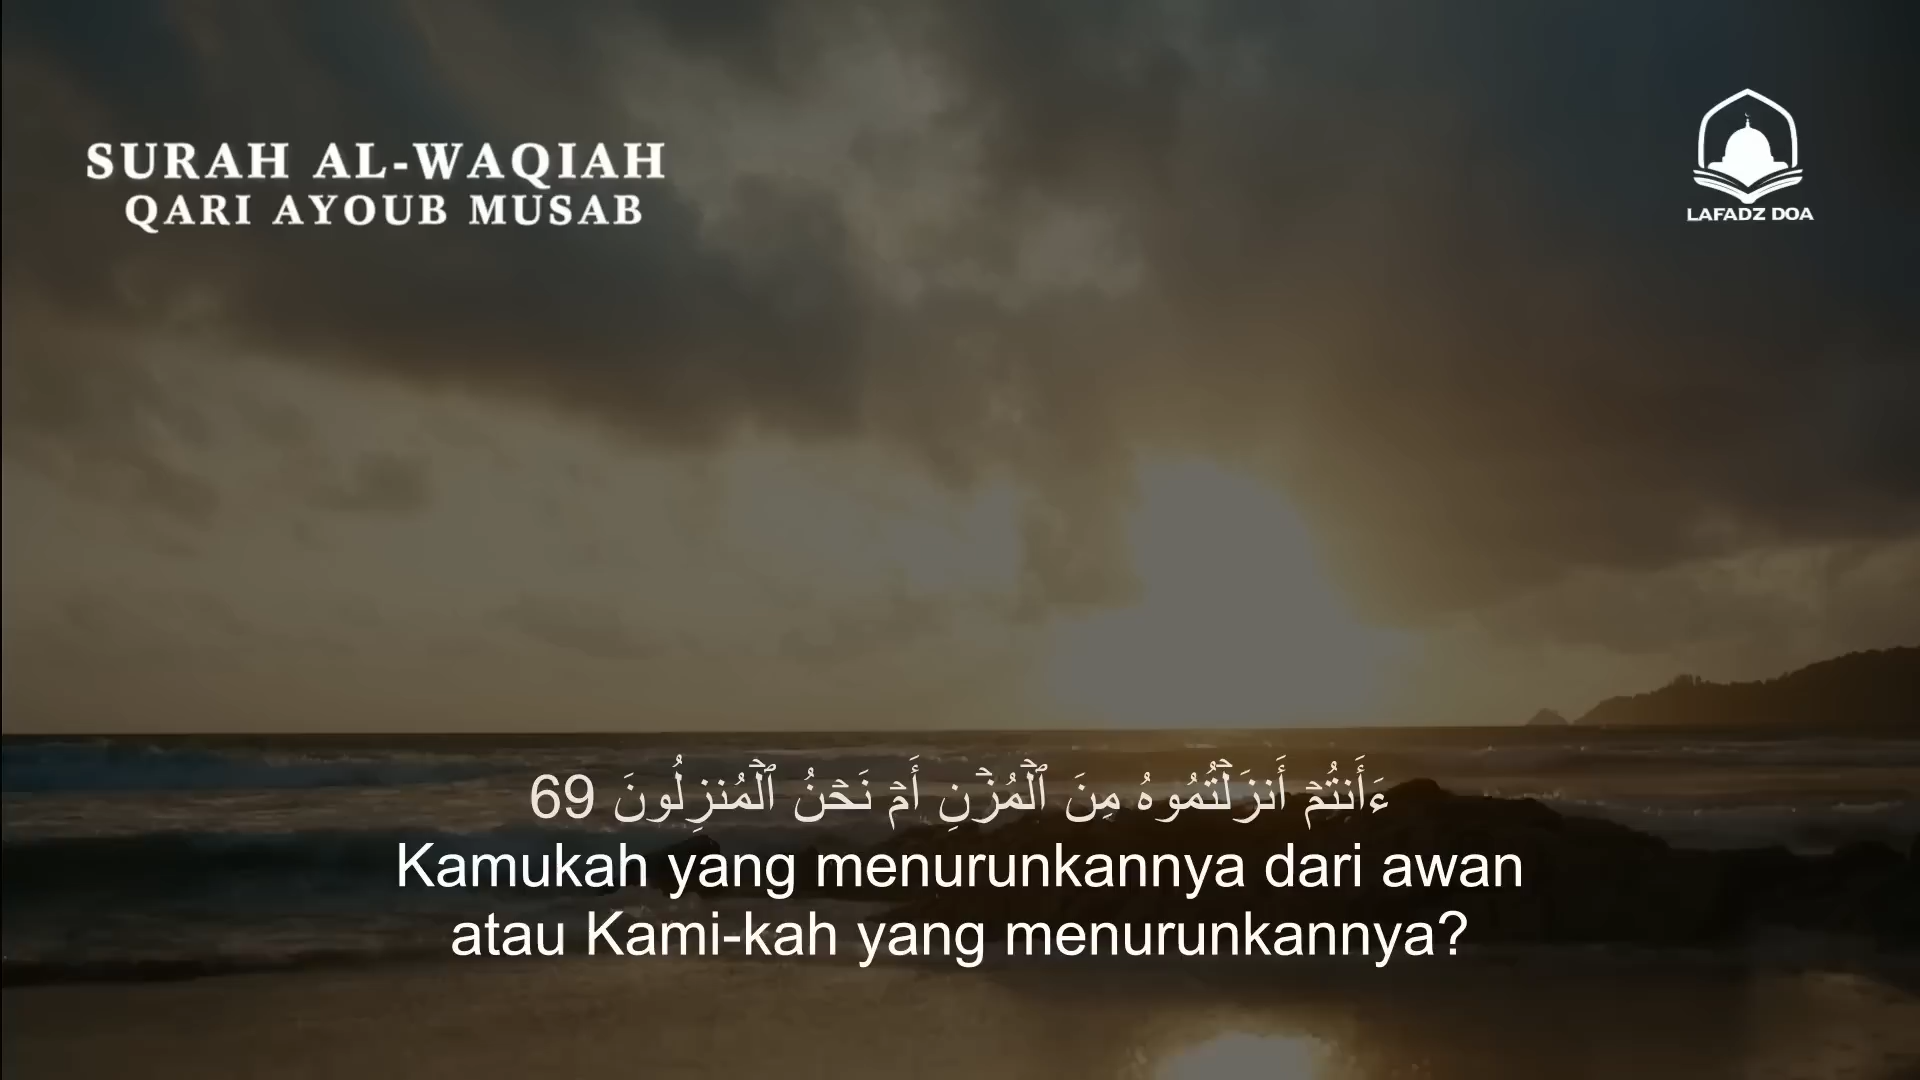 SURAH AL-WAQIAH
QARI AYOUB MUSAB
LAFADZ DOA
ءَأَنتُمْ أَنزَلْتُمُوهُ مِنَ ٱلْمُزْنِ أَمْ نَحْنُ ٱلْمُنزِلُونَ 69
Kamukah yang menurunkannya dari awan
atau Kami-kah yang menurunkannya?